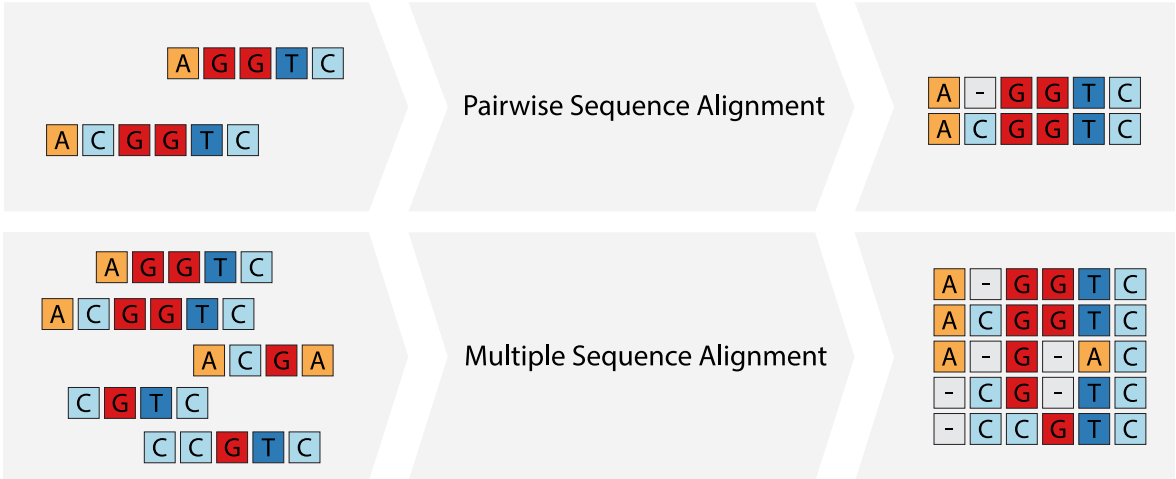 A G G T C
A C G G T C
Pairwise Sequence Alignment
A - G G T C
A C G G T C
A G G T C
A C G G T C
A C G A
C G T C
C C G T C
Multiple Sequence Alignment
A - G G T C
A C G G T C
A - G - A C
- C G - T C
- C C G T C